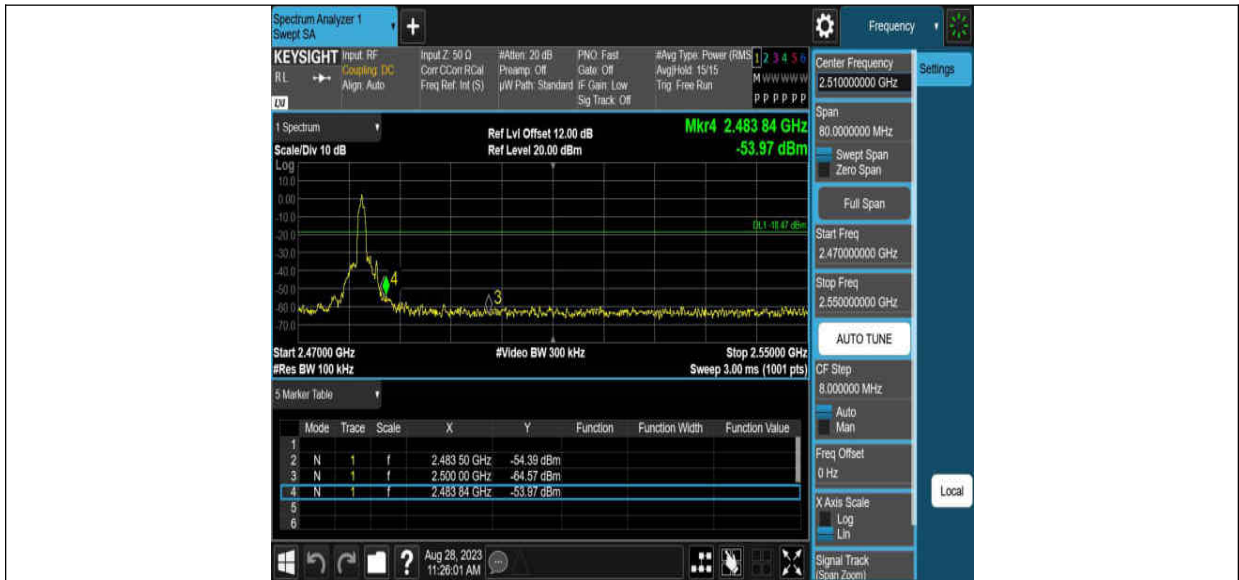 Spectrum Analyzer 1
Swept SA
+
Frequency
KEYSIGHT
RL
LXI
Input: RF
Coupling: DC
Align: Auto
Input Z: 50 Ω
Corr CCorr RCal
Freq Ref: Int (S)
#Atten: 20 dB
Preamp: Off
µW Path: Standard
PNO: Fast
Gate: Off
IF Gain: Low
Sig Track: Off
#Avg Type: Power (RMS
Avg|Hold: 15/15
Trig: Free Run
1 2 3 4 5 6
M W W W W W
P P P P P P
1 Spectrum
Scale/Div 10 dB
Ref Lvl Offset 12.00 dB
Ref Level 20.00 dBm
Mkr4 2.483 84 GHz
-53.97 dBm
Log
10.0
0.00
-10.0
-20.0
-30.0
-40.0
-50.0
-60.0
-70.0
DL1 -18.47 dBm
4
3
Start 2.47000 GHz
#Res BW 100 kHz
#Video BW 300 kHz
Stop 2.55000 GHz
Sweep 3.00 ms (1001 pts)
5 Marker Table
Mode Trace Scale X Y Function Function Width Function Value
1
2 N 1 f 2.483 50 GHz -54.39 dBm
3 N 1 f 2.500 00 GHz -64.57 dBm
4 N 1 f 2.483 84 GHz -53.97 dBm
5
6
?
Aug 28, 2023
11:26:01 AM
Center Frequency
2.510000000 GHz
Settings
Span
80.0000000 MHz
Swept Span
Zero Span
Full Span
Start Freq
2.470000000 GHz
Stop Freq
2.550000000 GHz
AUTO TUNE
CF Step
8.000000 MHz
Auto
Man
Freq Offset
0 Hz
X Axis Scale
Log
Lin
Local
Signal Track
(Span Zoom)